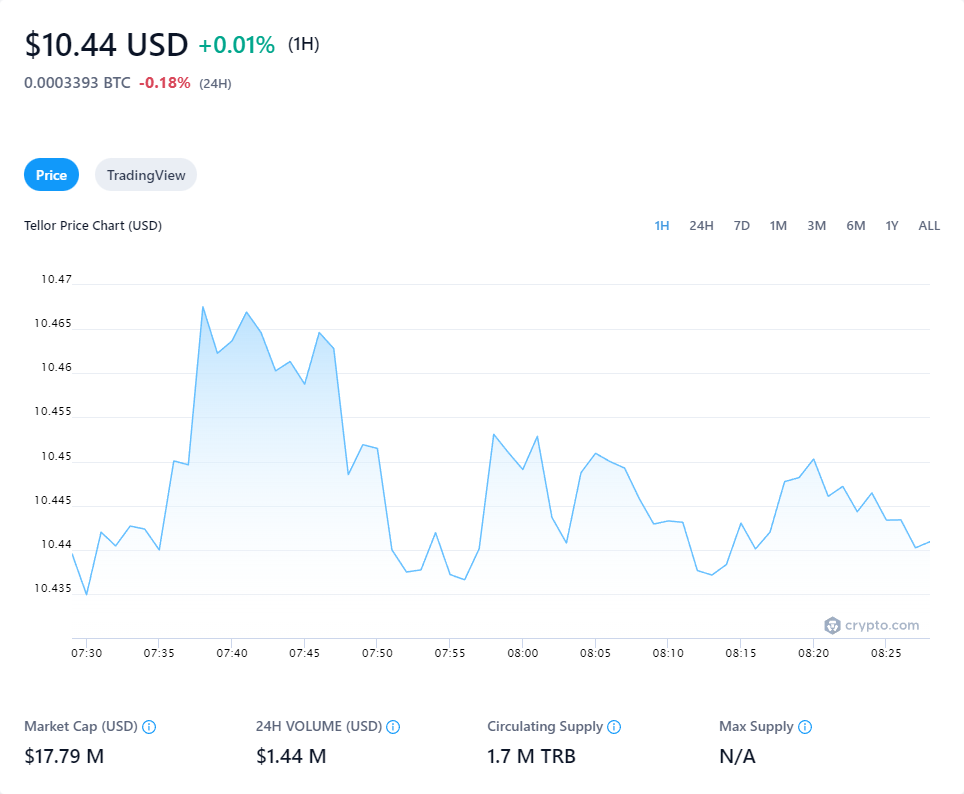 $10.44 USD +0.01% (1H)
0.0003393 BTC -0.18% (24H)
Price TradingView
Tellor Price Chart (USD) 1H 24H 7D 1M 3M 6M 1Y ALL
10.47
10.465
10.46
10.455
10.45
10.445
10.44
10.435
crypto.com
07:30 07:35 07:40 07:45 07:50 07:55 08:00 08:05 08:10 08:15 08:20 08:25
Market Cap (USD) 24H VOLUME (USD) Circulating Supply Max Supply
$17.79 M $1.44 M 1.7 M TRB N/A